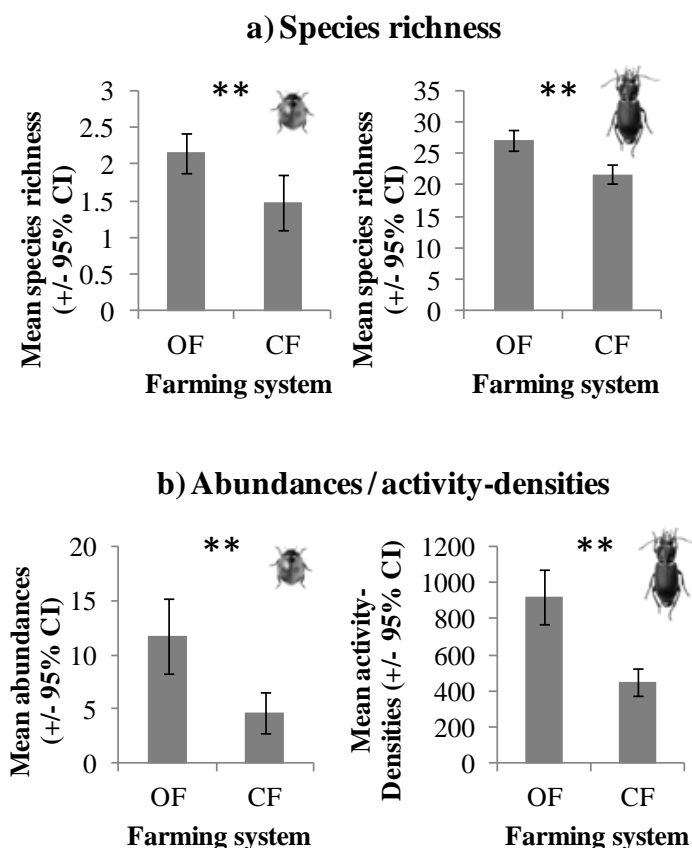 a) Species richness
Mean species richness
(+/- 95% CI)
3
2.5
2
1.5
1
0.5
0
**
OF
CF
Farming system
Mean species richness
(+/- 95% CI)
35
30
25
20
15
10
5
0
**
OF
CF
Farming system
b) Abundances / activity-densities
Mean abundances
(+/- 95% CI)
20
15
10
5
0
**
OF
CF
Farming system
Mean activity-
Densities (+/- 95% CI)
1200
1000
800
600
400
200
0
**
OF
CF
Farming system